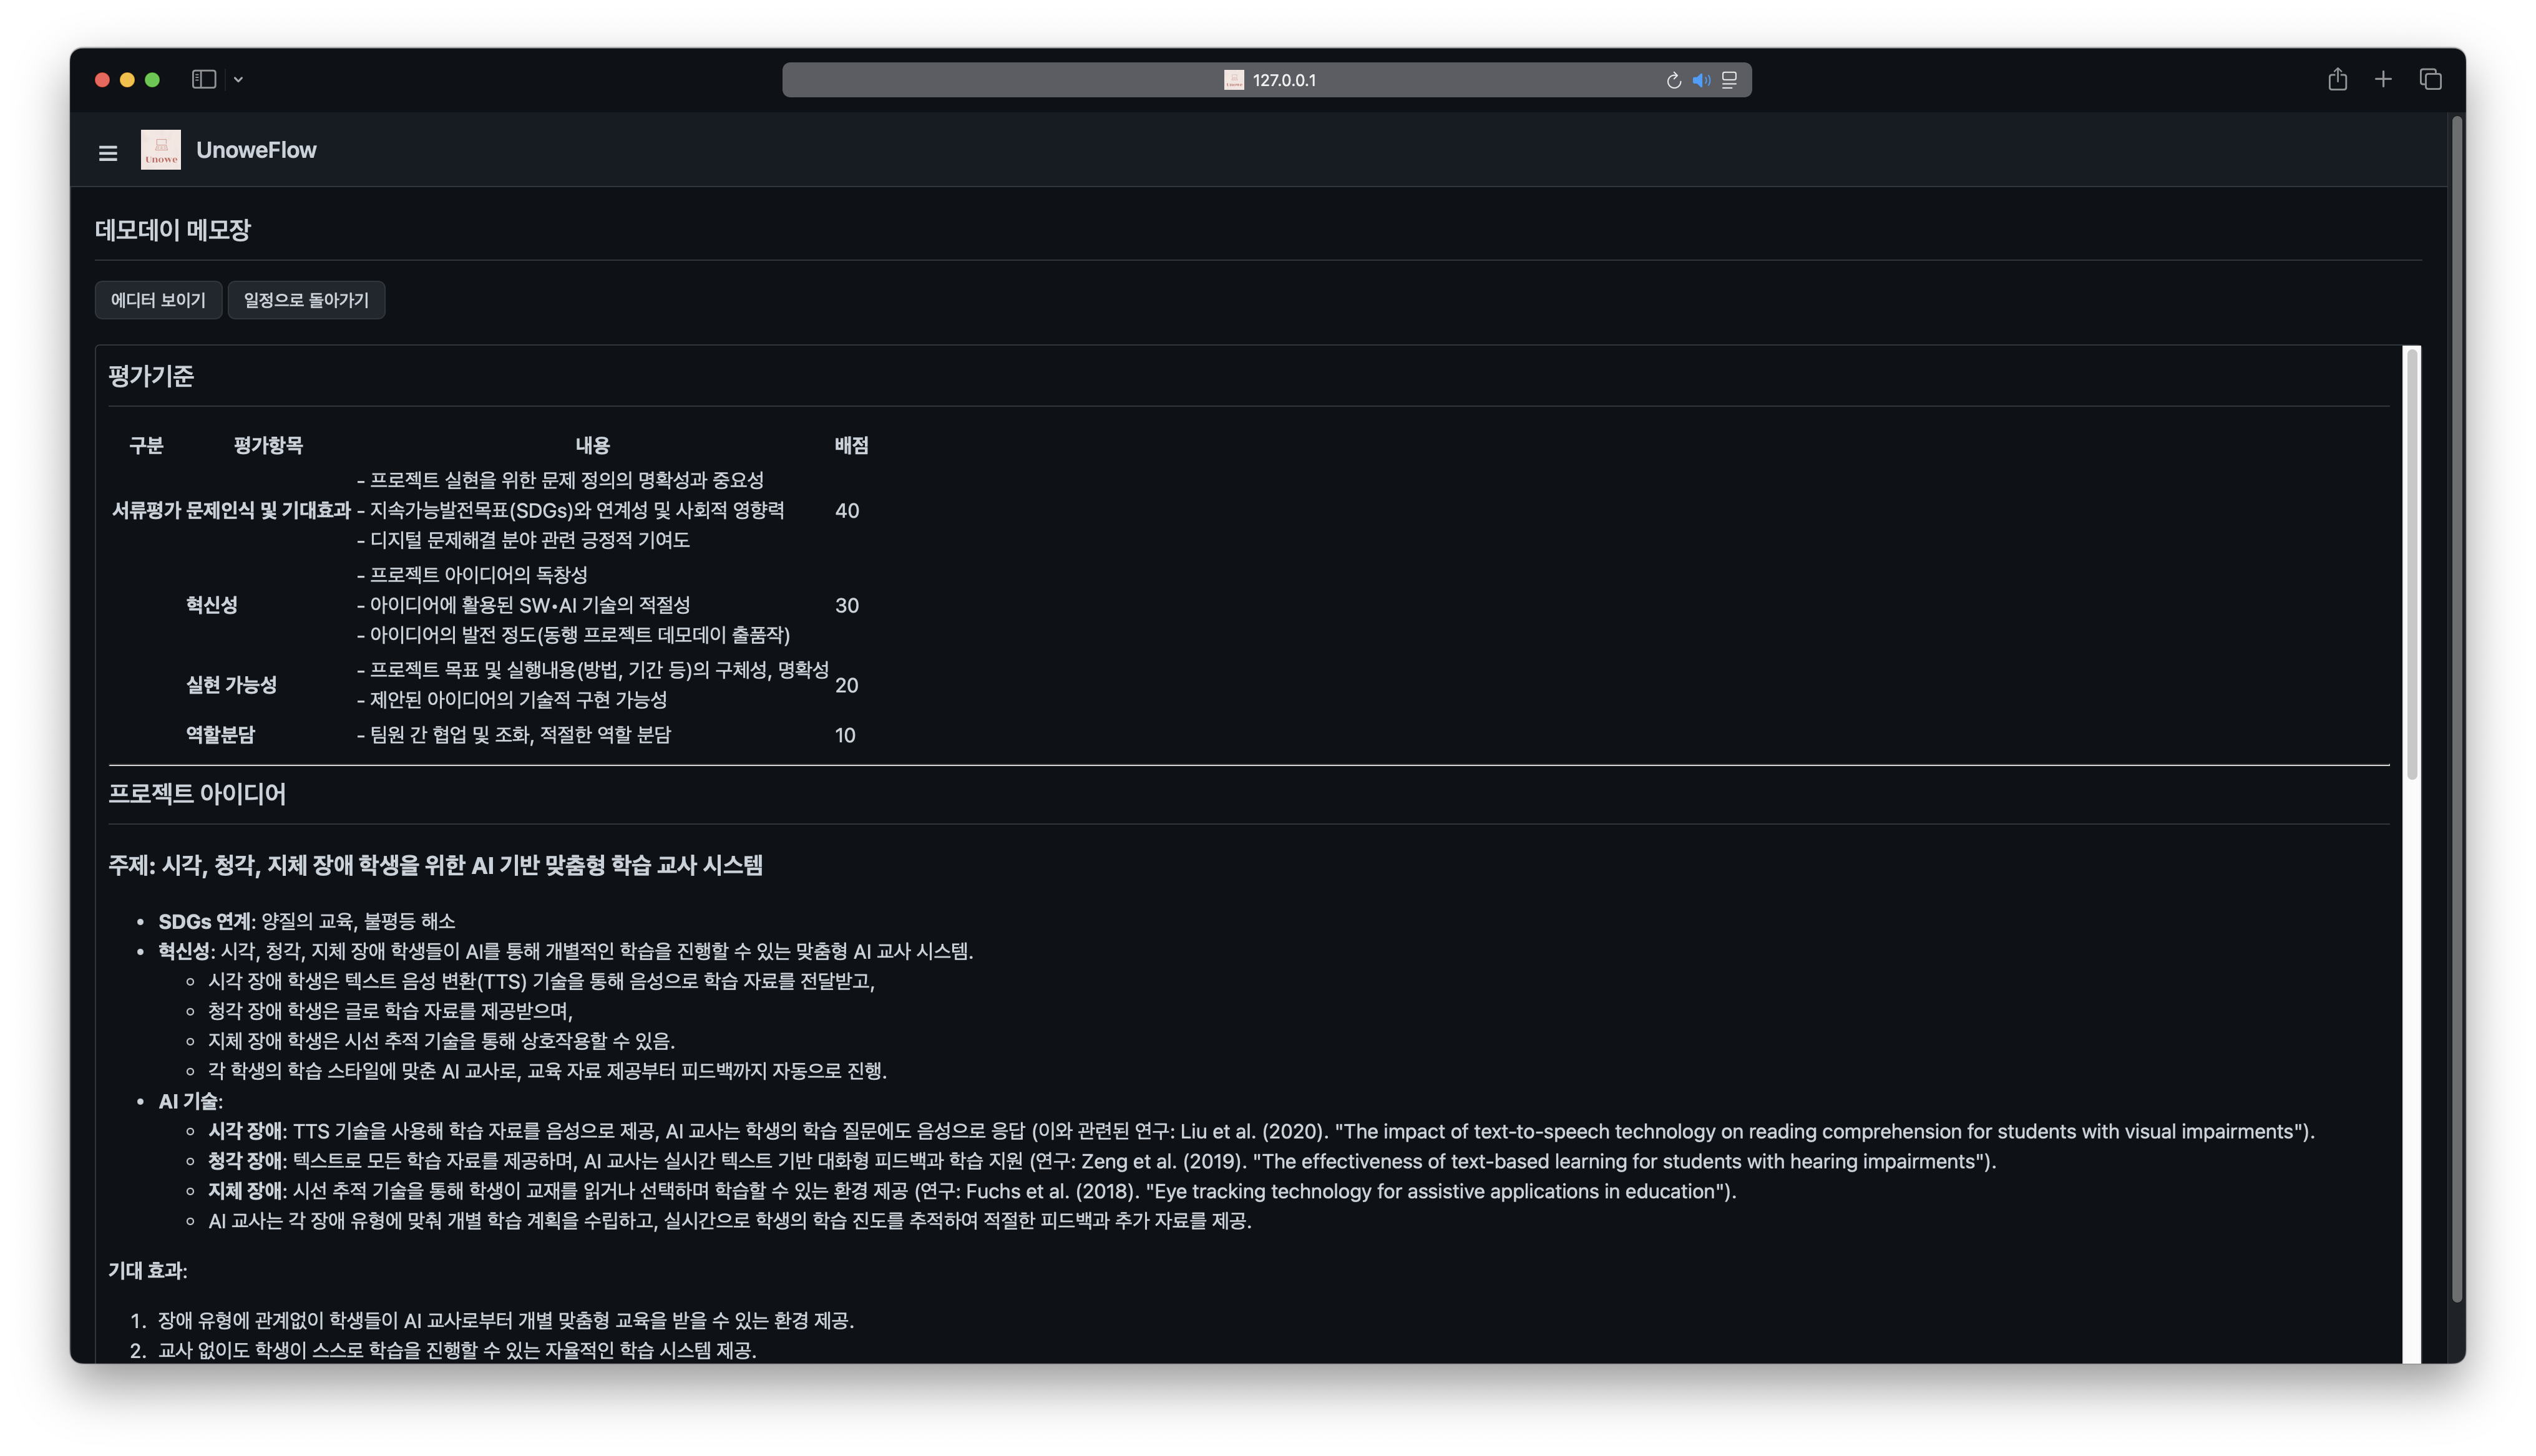 127.0.0.1
Unowe
UnoweFlow
데모데이 메모장
에디터 보이기 일정으로 돌아가기
평가기준
구분 평가항목 내용 배점
서류평가 문제인식 및 기대효과 - 프로젝트 실현을 위한 문제 정의의 명확성과 중요성
- 지속가능발전목표(SDGs)와 연계성 및 사회적 영향력 40
- 디지털 문제해결 분야 관련 긍정적 기여도
혁신성 - 프로젝트 아이디어의 독창성
- 아이디어에 활용된 SW•AI 기술의 적절성 30
- 아이디어의 발전 정도(동행 프로젝트 데모데이 출품작)
실현 가능성 - 프로젝트 목표 및 실행내용(방법, 기간 등)의 구체성, 명확성 20
- 제안된 아이디어의 기술적 구현 가능성
역할분담 - 팀원 간 협업 및 조화, 적절한 역할 분담 10
프로젝트 아이디어
주제: 시각, 청각, 지체 장애 학생을 위한 AI 기반 맞춤형 학습 교사 시스템
• SDGs 연계: 양질의 교육, 불평등 해소
• 혁신성: 시각, 청각, 지체 장애 학생들이 AI를 통해 개별적인 학습을 진행할 수 있는 맞춤형 AI 교사 시스템.
◦ 시각 장애 학생은 텍스트 음성 변환(TTS) 기술을 통해 음성으로 학습 자료를 전달받고,
◦ 청각 장애 학생은 글로 학습 자료를 제공받으며,
◦ 지체 장애 학생은 시선 추적 기술을 통해 상호작용할 수 있음.
◦ 각 학생의 학습 스타일에 맞춘 AI 교사로, 교육 자료 제공부터 피드백까지 자동으로 진행.
• AI 기술:
◦ 시각 장애: TTS 기술을 사용해 학습 자료를 음성으로 제공, AI 교사는 학생의 학습 질문에도 음성으로 응답 (이와 관련된 연구: Liu et al. (2020). "The impact of text-to-speech technology on reading comprehension for students with visual impairments").
◦ 청각 장애: 텍스트로 모든 학습 자료를 제공하며, AI 교사는 실시간 텍스트 기반 대화형 피드백과 학습 지원 (연구: Zeng et al. (2019). "The effectiveness of text-based learning for students with hearing impairments").
◦ 지체 장애: 시선 추적 기술을 통해 학생이 교재를 읽거나 선택하며 학습할 수 있는 환경 제공 (연구: Fuchs et al. (2018). "Eye tracking technology for assistive applications in education").
◦ AI 교사는 각 장애 유형에 맞춰 개별 학습 계획을 수립하고, 실시간으로 학생의 학습 진도를 추적하여 적절한 피드백과 추가 자료를 제공.
기대 효과:
1. 장애 유형에 관계없이 학생들이 AI 교사로부터 개별 맞춤형 교육을 받을 수 있는 환경 제공.
2. 교사 없이도 학생이 스스로 학습을 진행할 수 있는 자율적인 학습 시스템 제공.